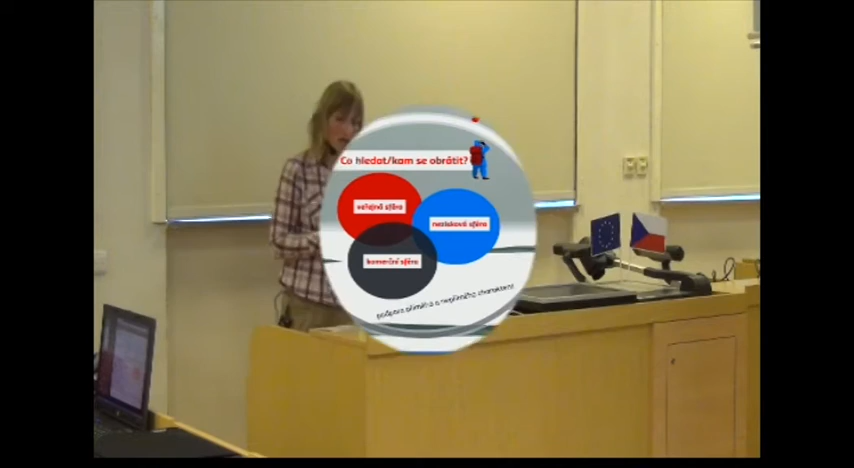 Co hledat/kam se obrátit?
veřejná sféra
nezisková sféra
komerční sféra
podpora přímého a nepřímého charakteru